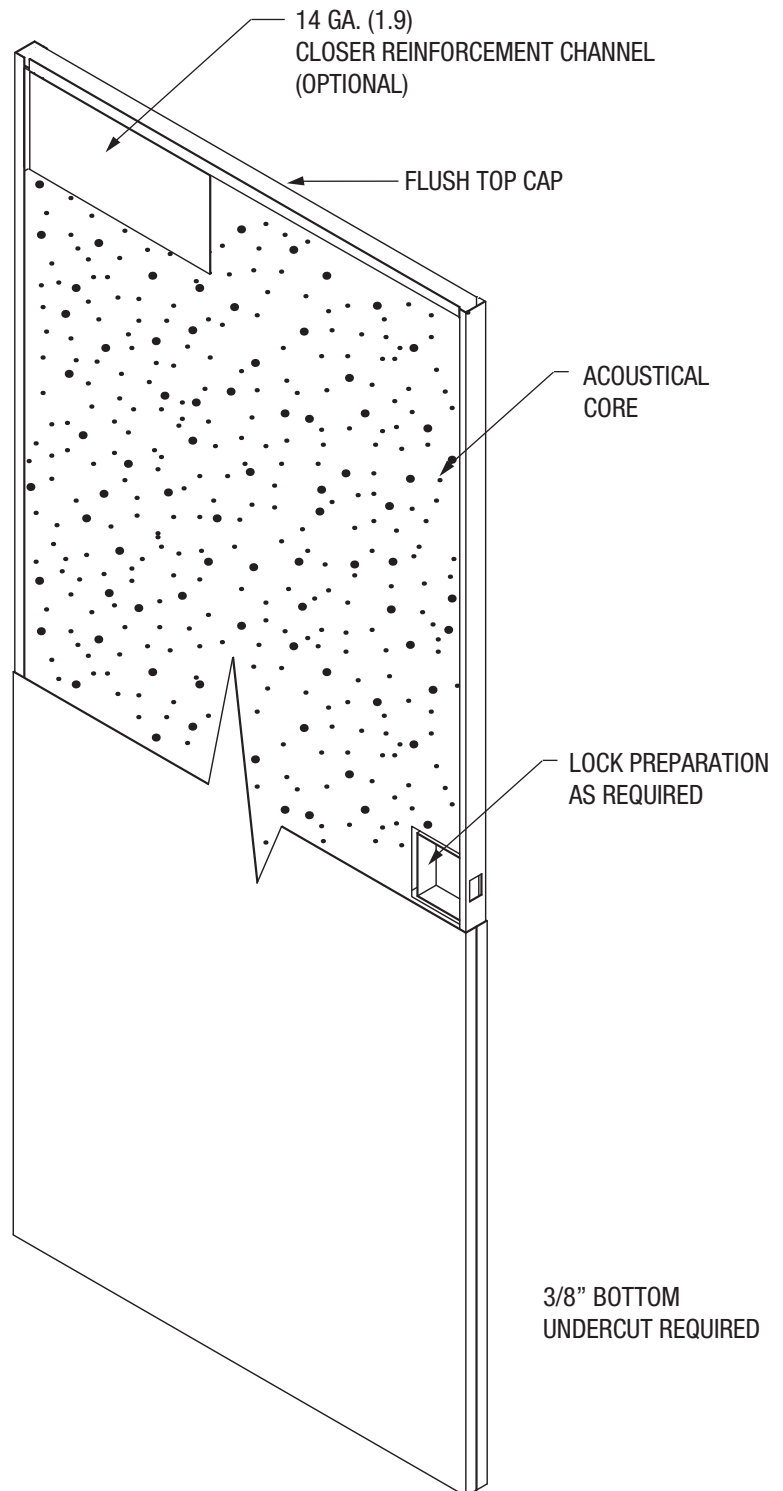 14 GA. (1.9)
CLOSER REINFORCEMENT CHANNEL
(OPTIONAL)
FLUSH TOP CAP
ACOUSTICAL
CORE
LOCK PREPARATION
AS REQUIRED
3/8” BOTTOM
UNDERCUT REQUIRED